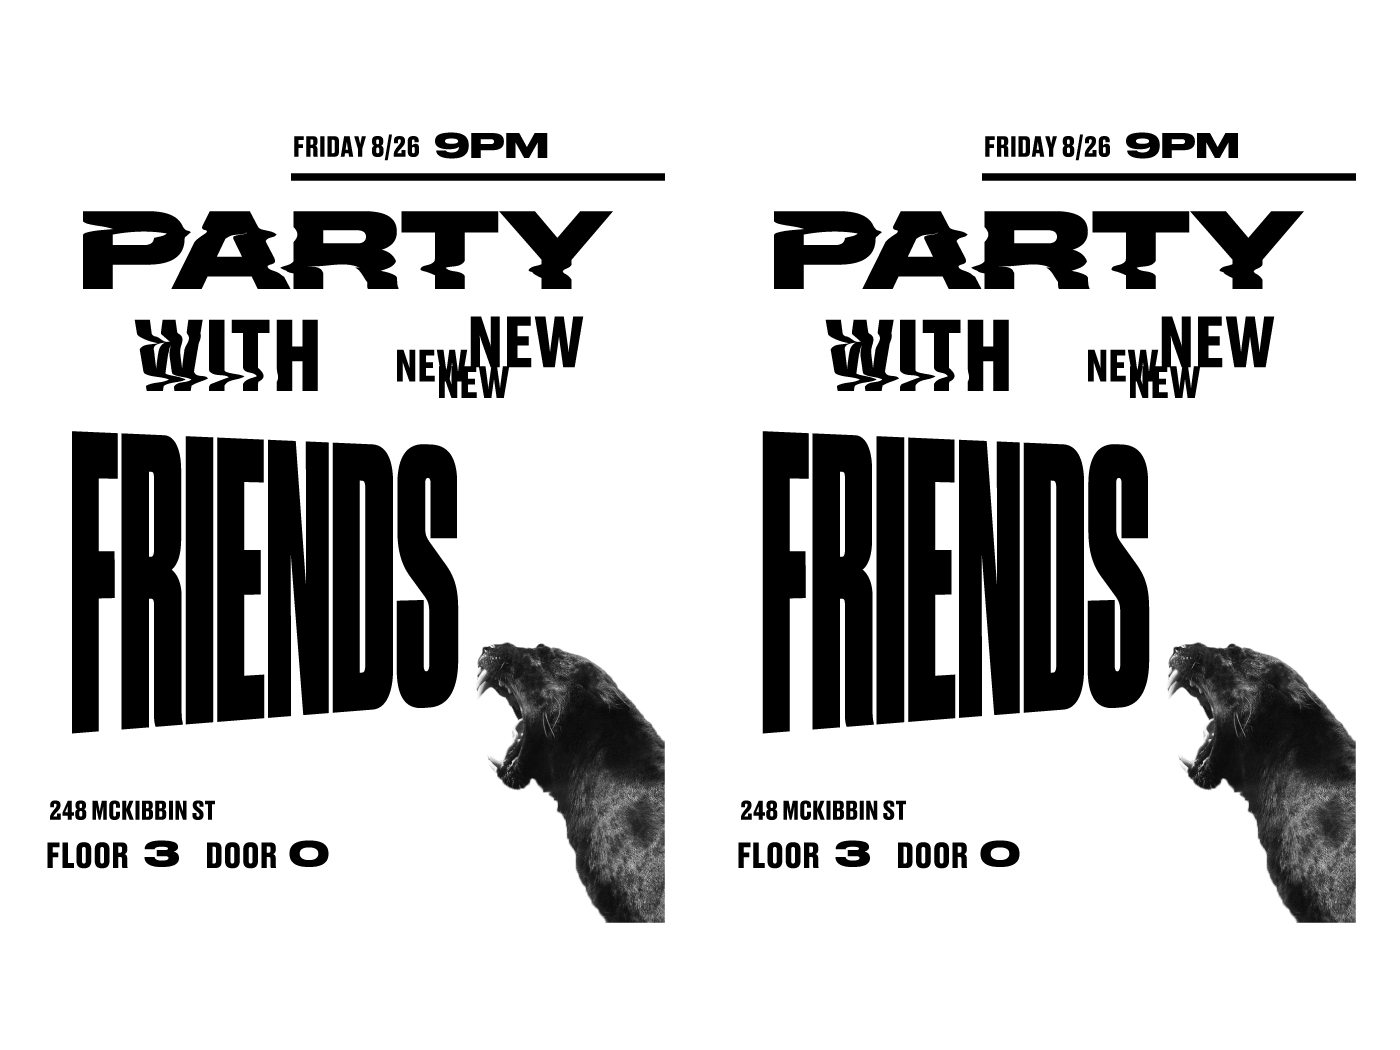 FRIDAY 8/26 9PM
PARTY
WITH NEW NEW NEW
FRIENDS
248 MCKIBBIN ST
FLOOR 3 DOOR 0
FRIDAY 8/26 9PM
PARTY
WITH NEW NEW NEW
FRIENDS
248 MCKIBBIN ST
FLOOR 3 DOOR 0